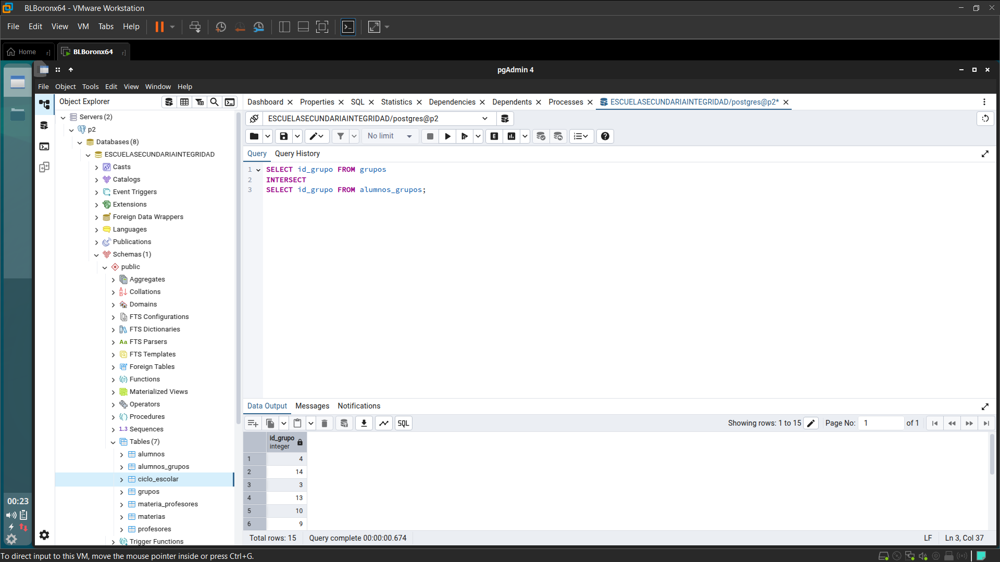 BLBoronx64 - VMware Workstation
File Edit View VM Tabs Help
Home
BLBoronx64
pgAdmin 4
File Object Tools Edit View Window Help
Object Explorer
Dashboard Properties SQL Statistics Dependencies Dependents Processes ESCUELASECUNDARIAINTEGRIDAD/postgres@p2*
Servers (2)
p2
Databases (8)
ESCUELASECUNDARIAINTEGRIDAD
Casts
Catalogs
Event Triggers
Extensions
Foreign Data Wrappers
Languages
Publications
Schemas (1)
public
Aggregates
Collations
Domains
FTS Configurations
FTS Dictionaries
Aa FTS Parsers
FTS Templates
Foreign Tables
Functions
Materialized Views
Operators
Procedures
1.3 Sequences
Tables (7)
alumnos
alumnos_grupos
ciclo_escolar
grupos
materia_profesores
materias
profesores
Trigger Functions
ESCUELASECUNDARIAINTEGRIDAD/postgres@p2
No limit
E
Query Query History
1 SELECT id_grupo FROM grupos
2 INTERSECT
3 SELECT id_grupo FROM alumnos_grupos;
Data Output Messages Notifications
SQL
Showing rows: 1 to 15
Page No: 1 of 1
id_grupo
integer
1 4
2 14
3 3
4 13
5 10
6 9
Total rows: 15 Query complete 00:00:00.674
LF Ln 3, Col 37
00:23
To direct input to this VM, move the mouse pointer inside or press Ctrl+G.